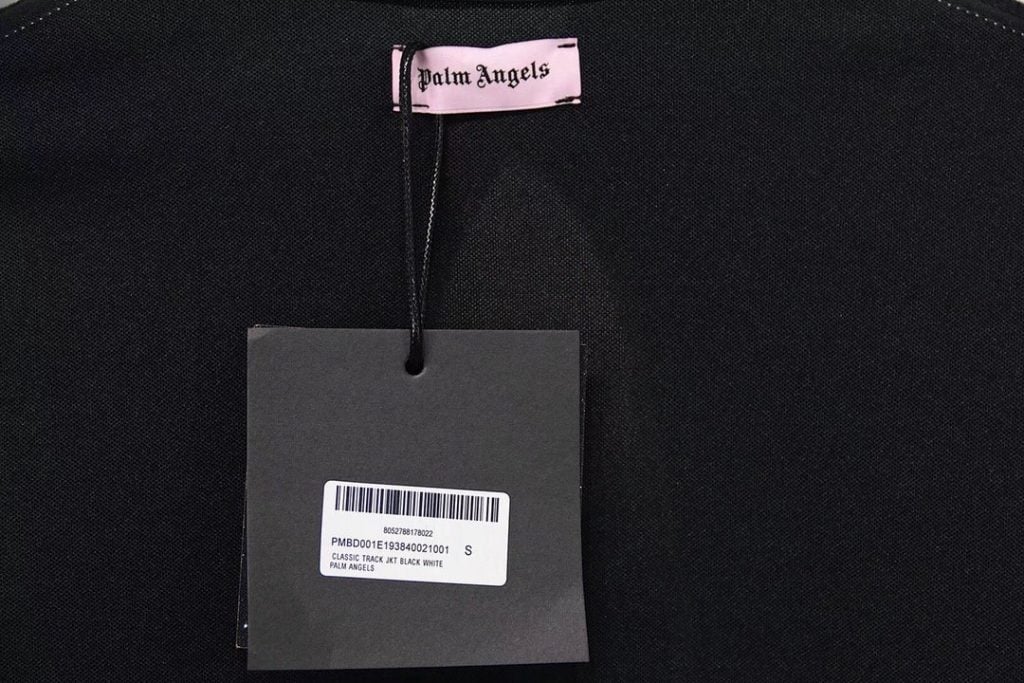 Palm Angels
8052788178022
PMBD001E193840021001 S
CLASSIC TRACK JKT BLACK WHITE
PALM ANGELS